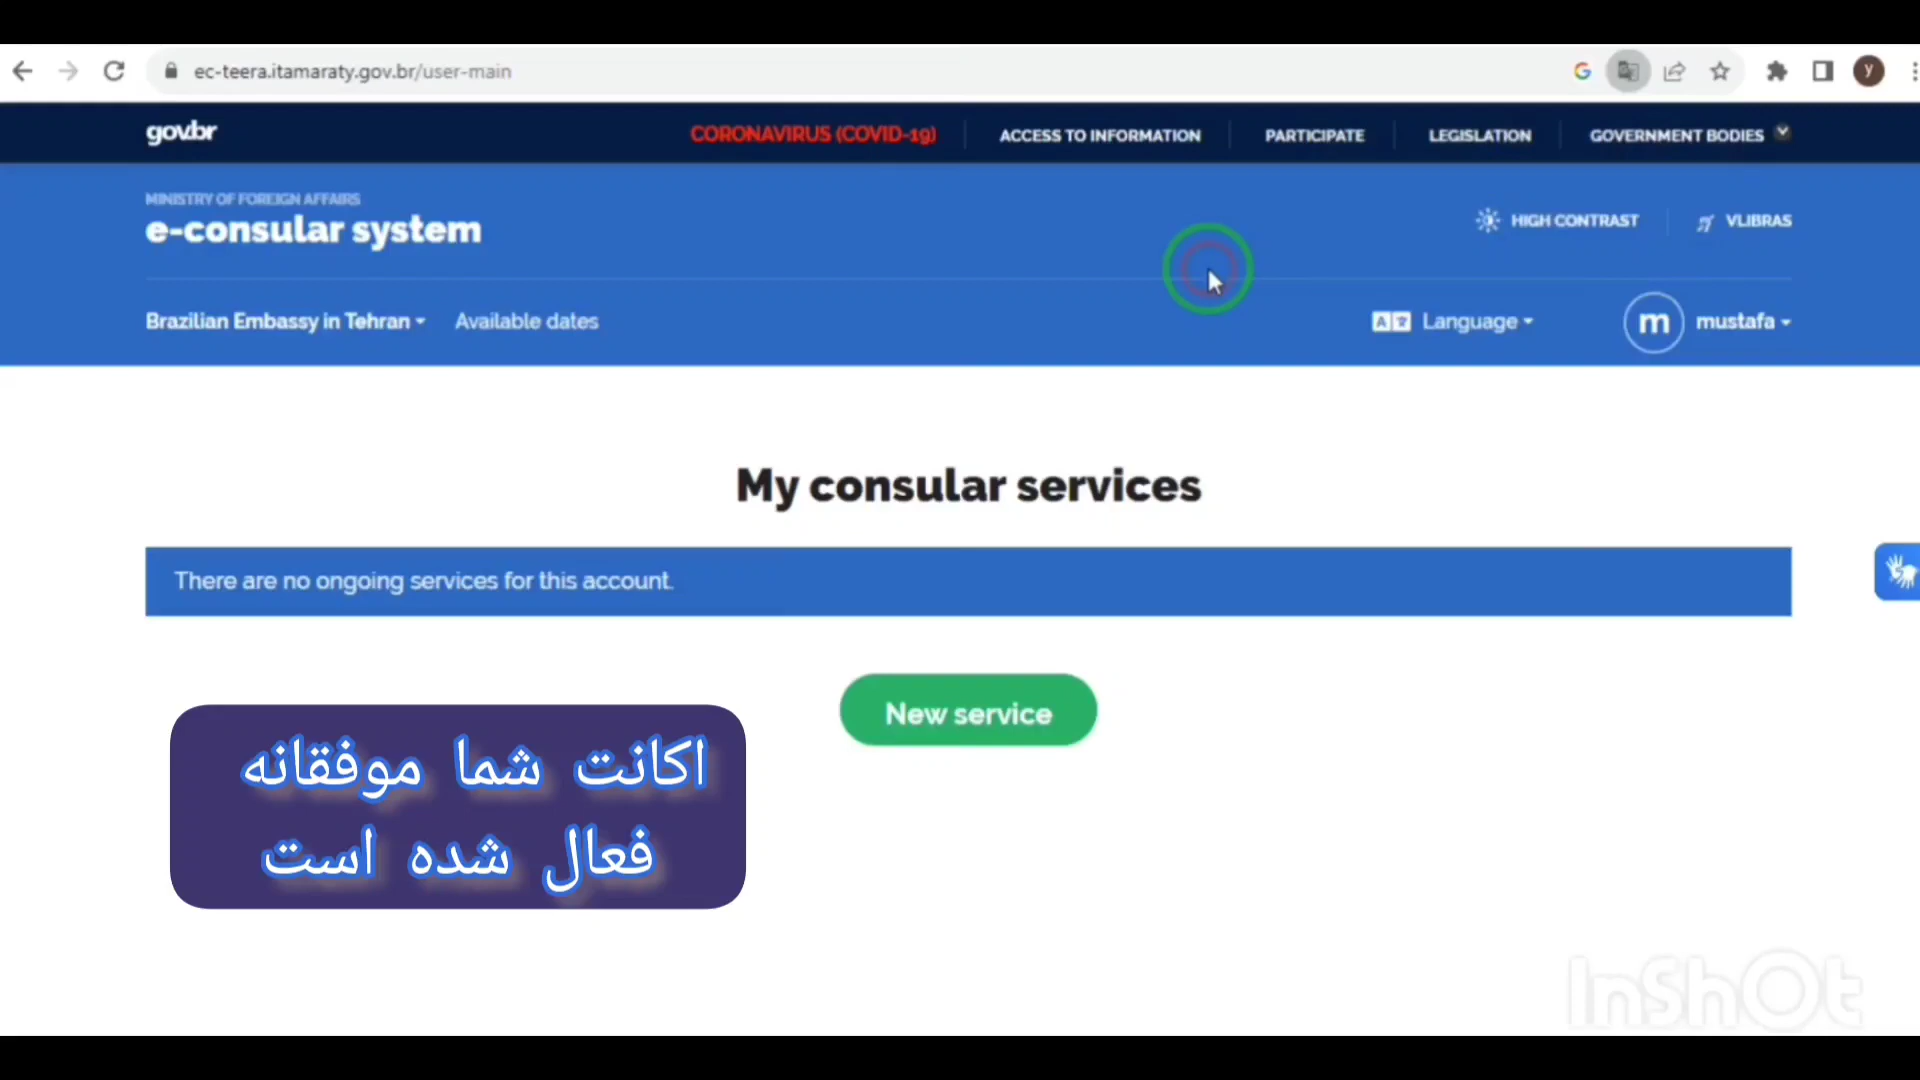 ec-teera.itamaraty.gov.br/user-main
y
gov.br
CORONAVIRUS (COVID-19)
ACCESS TO INFORMATION
PARTICIPATE
LEGISLATION
GOVERNMENT BODIES
MINISTRY OF FOREIGN AFFAIRS
e-consular system
HIGH CONTRAST
VLIBRAS
Brazilian Embassy in Tehran
Available dates
Language
m
mustafa
My consular services
There are no ongoing services for this account.
New service
اکانت شما موفقانه
فعال شده است
InShOt